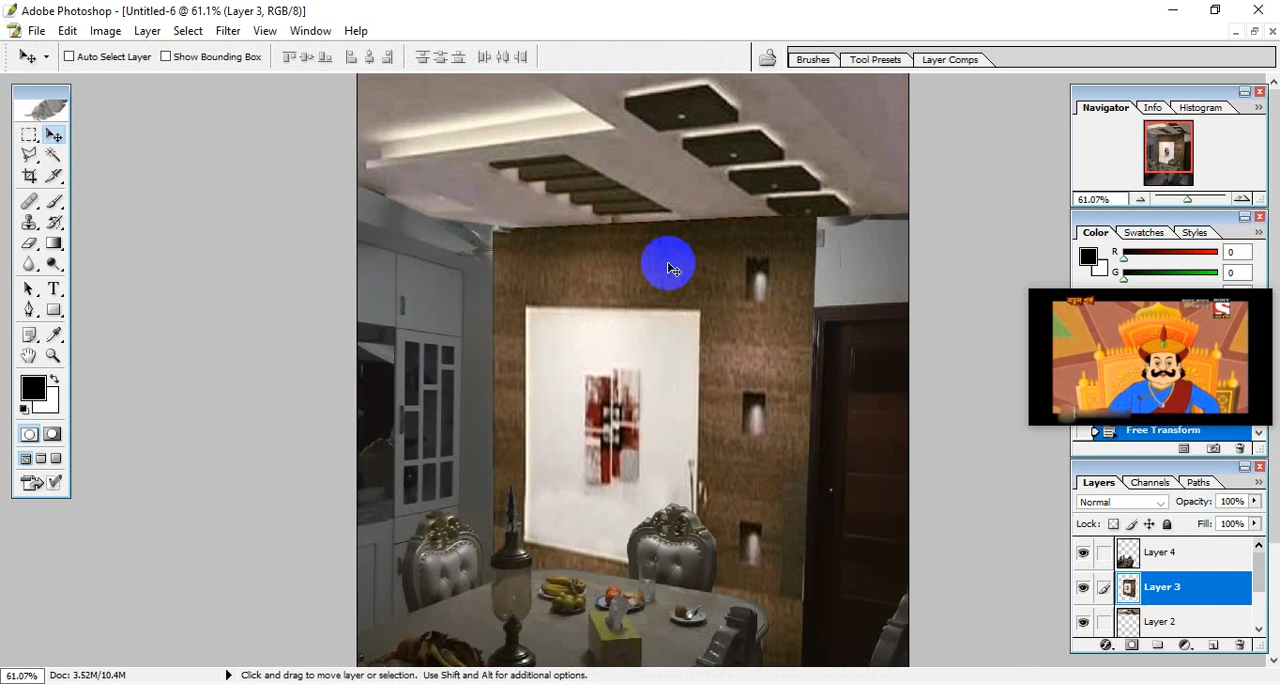 Adobe Photoshop - [Untitled-6 @ 61.1% (Layer 3, RGB/8)]
File Edit Image Layer Select Filter View Window Help
Auto Select Layer Show Bounding Box
Brushes Tool Presets Layer Comps
Navigator Info Histogram
61.07%
Color Swatches Styles
R 0
G 0
SONY
S
Free Transform
Layers Channels Paths
Normal Opacity: 100%
Lock: Fill: 100%
Layer 4
Layer 3
Layer 2
61.07% Doc: 3.52M/10.4M Click and drag to move layer or selection. Use Shift and Alt for additional options.